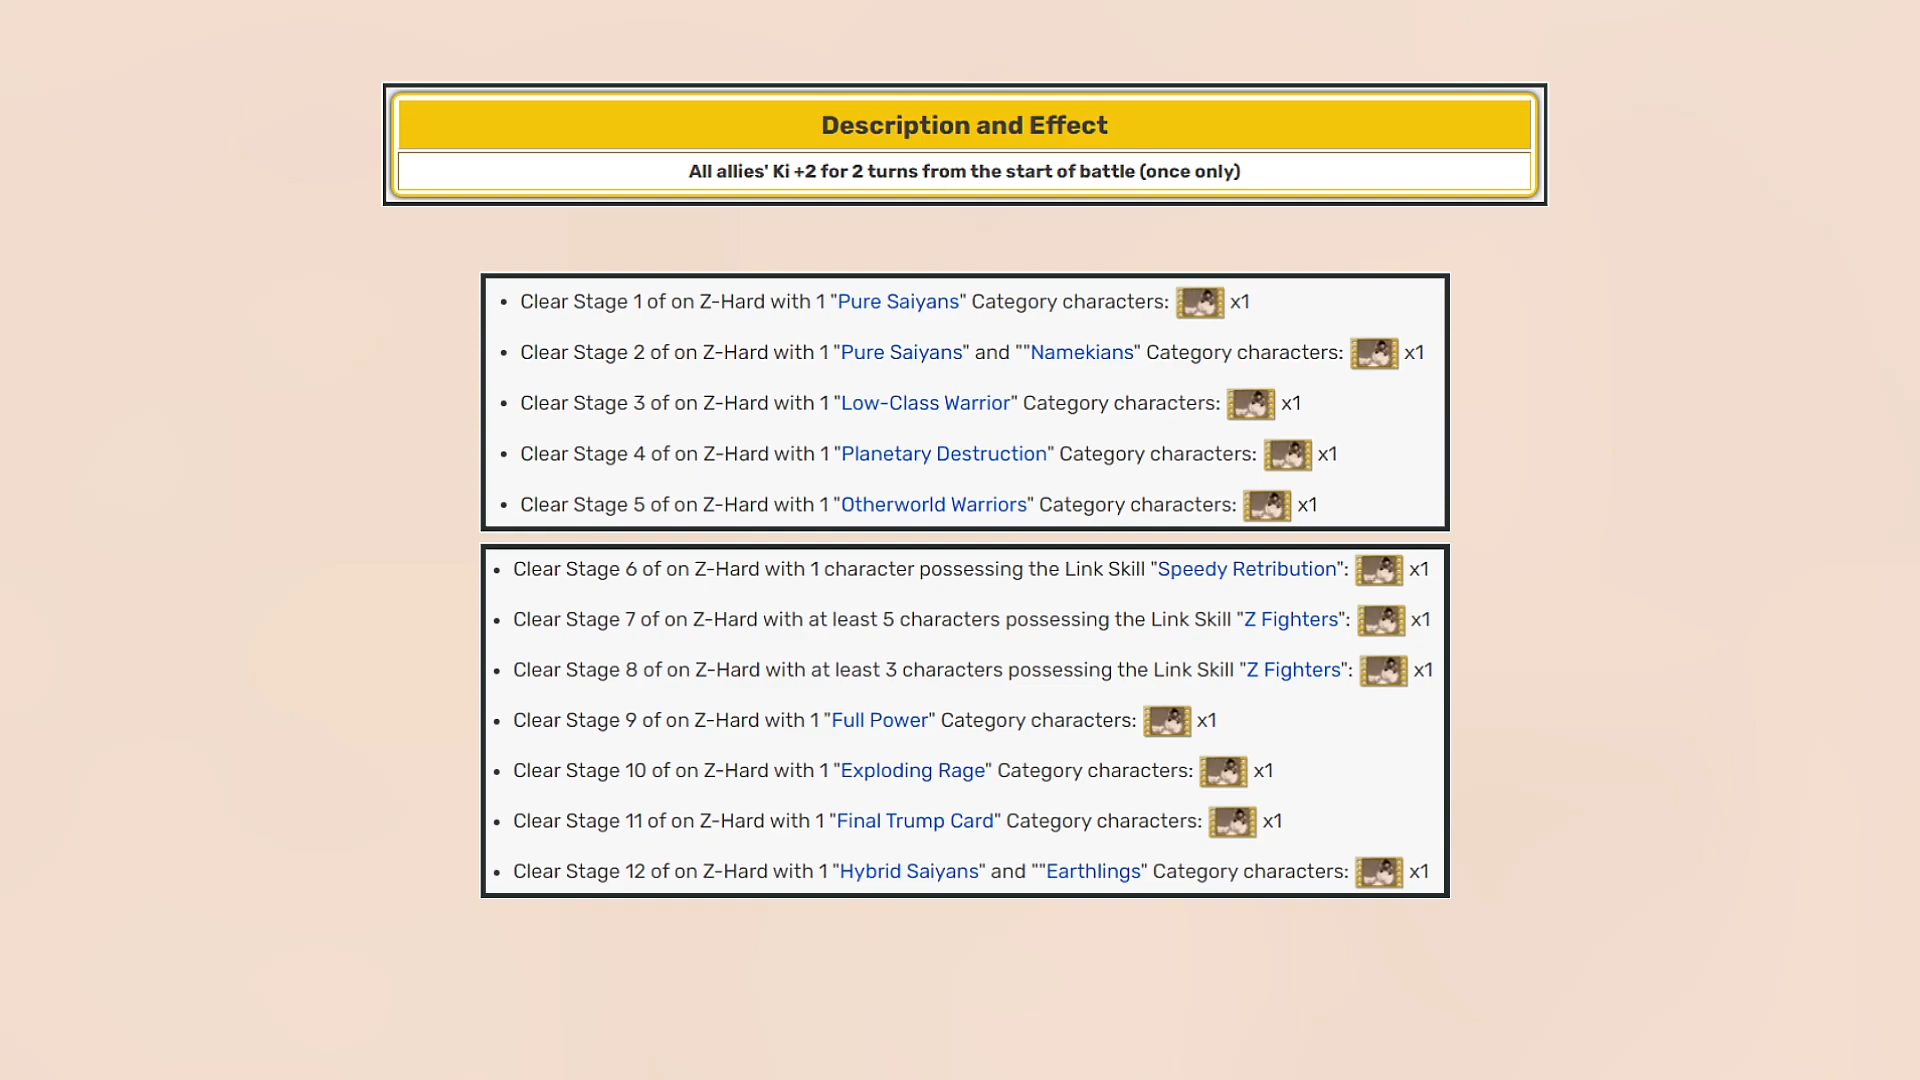 Description and Effect
All allies' Ki +2 for 2 turns from the start of battle (once only)
• Clear Stage 1 of on Z-Hard with 1 "Pure Saiyans" Category characters: x1
• Clear Stage 2 of on Z-Hard with 1 "Pure Saiyans" and ""Namekians" Category characters: x1
• Clear Stage 3 of on Z-Hard with 1 "Low-Class Warrior" Category characters: x1
• Clear Stage 4 of on Z-Hard with 1 "Planetary Destruction" Category characters: x1
• Clear Stage 5 of on Z-Hard with 1 "Otherworld Warriors" Category characters: x1
• Clear Stage 6 of on Z-Hard with 1 character possessing the Link Skill "Speedy Retribution": x1
• Clear Stage 7 of on Z-Hard with at least 5 characters possessing the Link Skill "Z Fighters": x1
• Clear Stage 8 of on Z-Hard with at least 3 characters possessing the Link Skill "Z Fighters": x1
• Clear Stage 9 of on Z-Hard with 1 "Full Power" Category characters: x1
• Clear Stage 10 of on Z-Hard with 1 "Exploding Rage" Category characters: x1
• Clear Stage 11 of on Z-Hard with 1 "Final Trump Card" Category characters: x1
• Clear Stage 12 of on Z-Hard with 1 "Hybrid Saiyans" and ""Earthlings" Category characters: x1